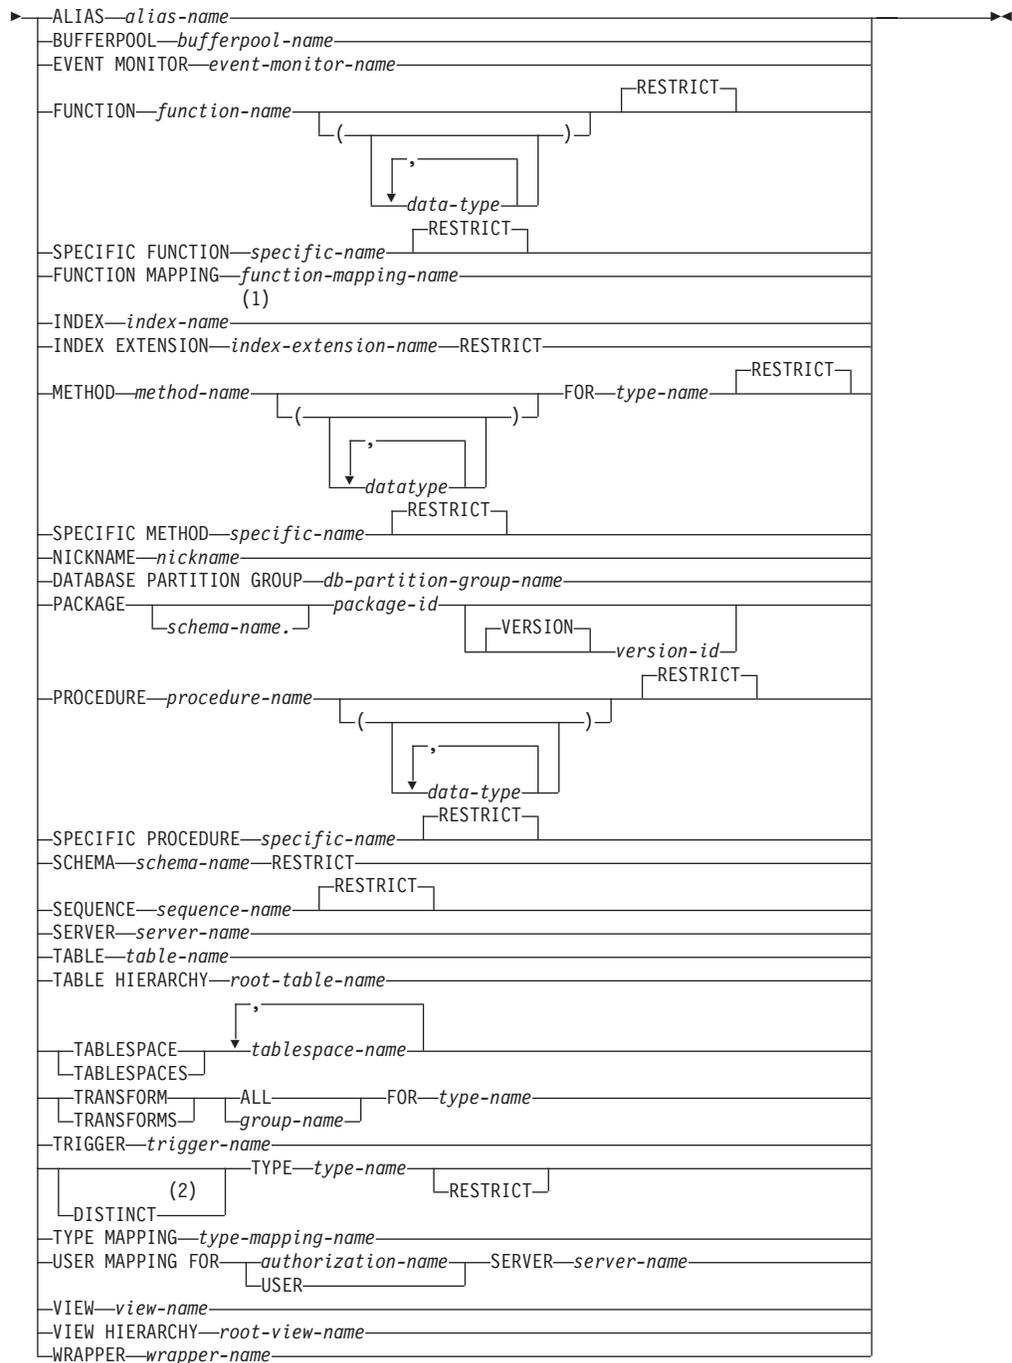 ALIAS alias-name
BUFFERPOOL bufferpool-name
EVENT MONITOR event-monitor-name
RESTRICT
FUNCTION function-name
( )
,
data-type
RESTRICT
SPECIFIC FUNCTION specific-name
FUNCTION MAPPING function-mapping-name
(1)
INDEX index-name
INDEX EXTENSION index-extension-name RESTRICT
RESTRICT
METHOD method-name FOR type-name
( )
,
datatype
RESTRICT
SPECIFIC METHOD specific-name
NICKNAME nickname
DATABASE PARTITION GROUP db-partition-group-name
PACKAGE package-id
schema-name. VERSION
version-id
RESTRICT
PROCEDURE procedure-name
( )
,
data-type
RESTRICT
SPECIFIC PROCEDURE specific-name
SCHEMA schema-name RESTRICT
RESTRICT
SEQUENCE sequence-name
SERVER server-name
TABLE table-name
TABLE HIERARCHY root-table-name
,
TABLESPACE tablespace-name
TABLESPACES
TRANSFORM ALL FOR type-name
TRANSFORMS group-name
TRIGGER trigger-name
TYPE type-name
(2) RESTRICT
DISTINCT
TYPE MAPPING type-mapping-name
USER MAPPING FOR authorization-name SERVER server-name
USER
VIEW view-name
VIEW HIERARCHY root-view-name
WRAPPER wrapper-name